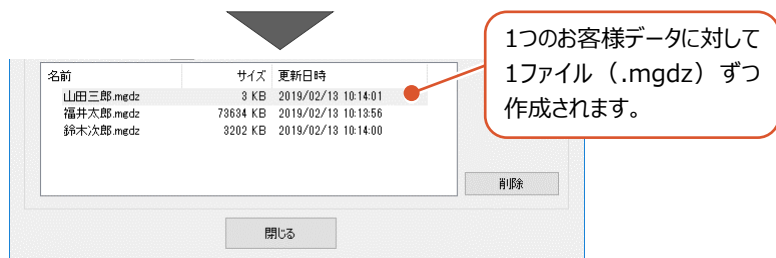 1つのお客様データに対して
1ファイル（.mgdz）ずつ
作成されます。
名前 サイズ 更新日時
山田三郎.mgdz 3 KB 2019/02/13 10:14:01
福井太郎.mgdz 73634 KB 2019/02/13 10:13:56
鈴木次郎.mgdz 3202 KB 2019/02/13 10:14:00
削除
閉じる